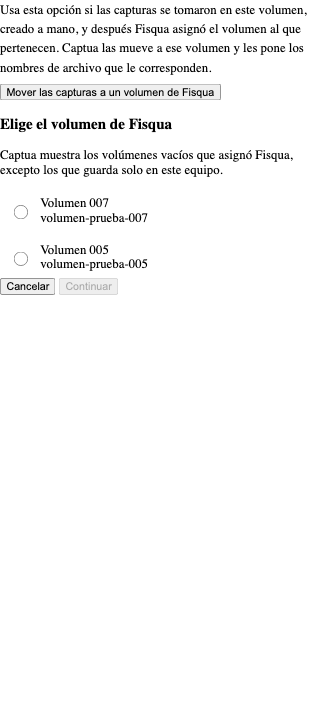 Usa esta opción si las capturas se tomaron en este volumen,
creado a mano, y después Fisqua asignó el volumen al que
pertenecen. Captua las mueve a ese volumen y les pone los
nombres de archivo que le corresponden.
Mover las capturas a un volumen de Fisqua
Elige el volumen de Fisqua
Captua muestra los volúmenes vacíos que asignó Fisqua,
excepto los que guarda solo en este equipo.
Volumen 007
volumen-prueba-007
Volumen 005
volumen-prueba-005
Cancelar Continuar